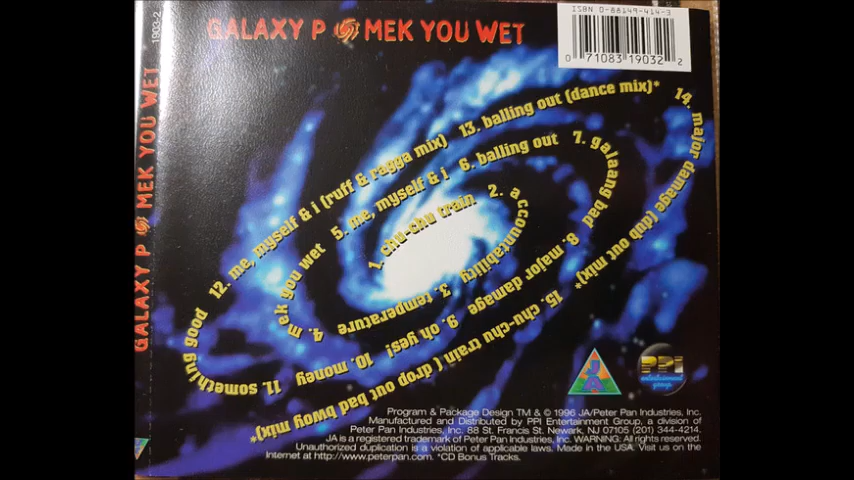 GALAXY P MEK YOU WET
ISBN 0-88149-414-3
0 71083 19032 2
1903-2
GALAXY P MEK YOU WET
1. chu-chu train
2. accountability
3. temperature
4. mek you wet
5. me, myself & i
6. balling out
7. galaang bad
8. major damage
9. oh yes!
10. money
11. something good
12. me, myself & i (ruff & ragga mix)
13. balling out (dance mix)*
14. major damage (dub out mix)*
15. chu-chu train ( drop out bad bwoy mix)*
JA
PPI
entertainment
group.
Program & Package Design TM & © 1996 JA/Peter Pan Industries, Inc.
Manufactured and Distributed by PPI Entertainment Group, a division of
Peter Pan Industries, Inc. 88 St. Francis St. Newark, NJ 07105 (201) 344-4214.
JA is a registered trademark of Peter Pan Industries, Inc. WARNING: All rights reserved.
Unauthorized duplication is a violation of applicable laws. Made in the USA. Visit us on the
Internet at http://www.peterpan.com. *CD Bonus Tracks.